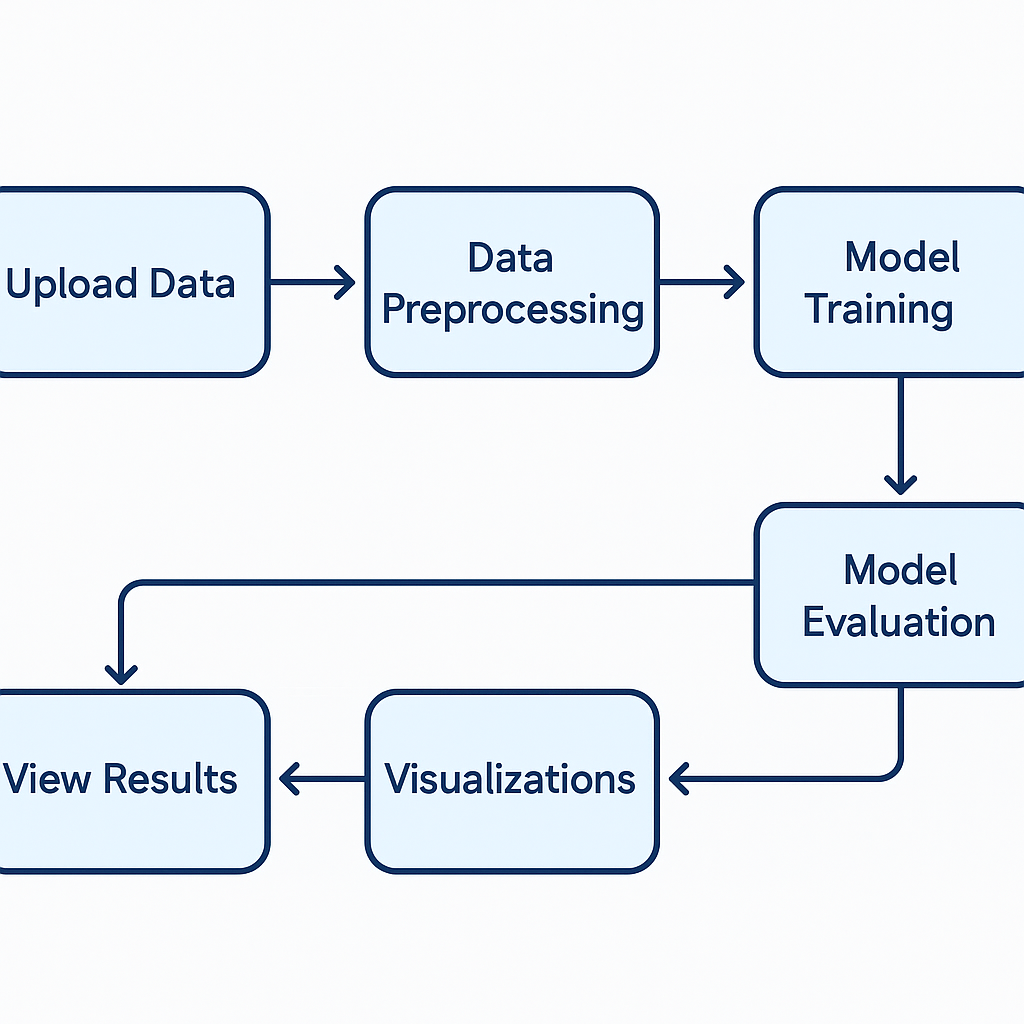 Upload Data
Data
Preprocessing
Model
Training
Model
Evaluation
View Results
Visualizations